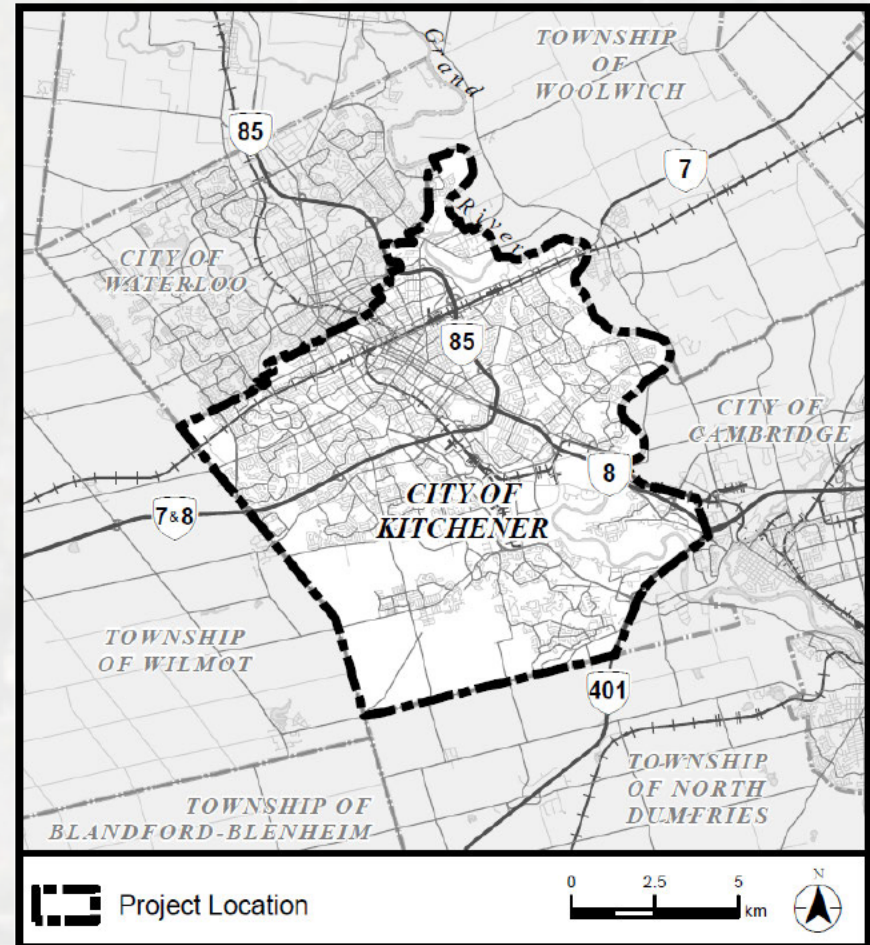 Grand
TOWNSHIP
OF
WOOLWICH
85
7
River
CITY OF
WATERLOO
85
CITY OF
CAMBRIDGE
8
CITY OF
KITCHENER
7&8
TOWNSHIP
OF WILMOT
401
TOWNSHIP
OF NORTH
DUMFRIES
TOWNSHIP OF
BLANDFORD-BLENHEIM
Project Location
0 2.5 5
km
N